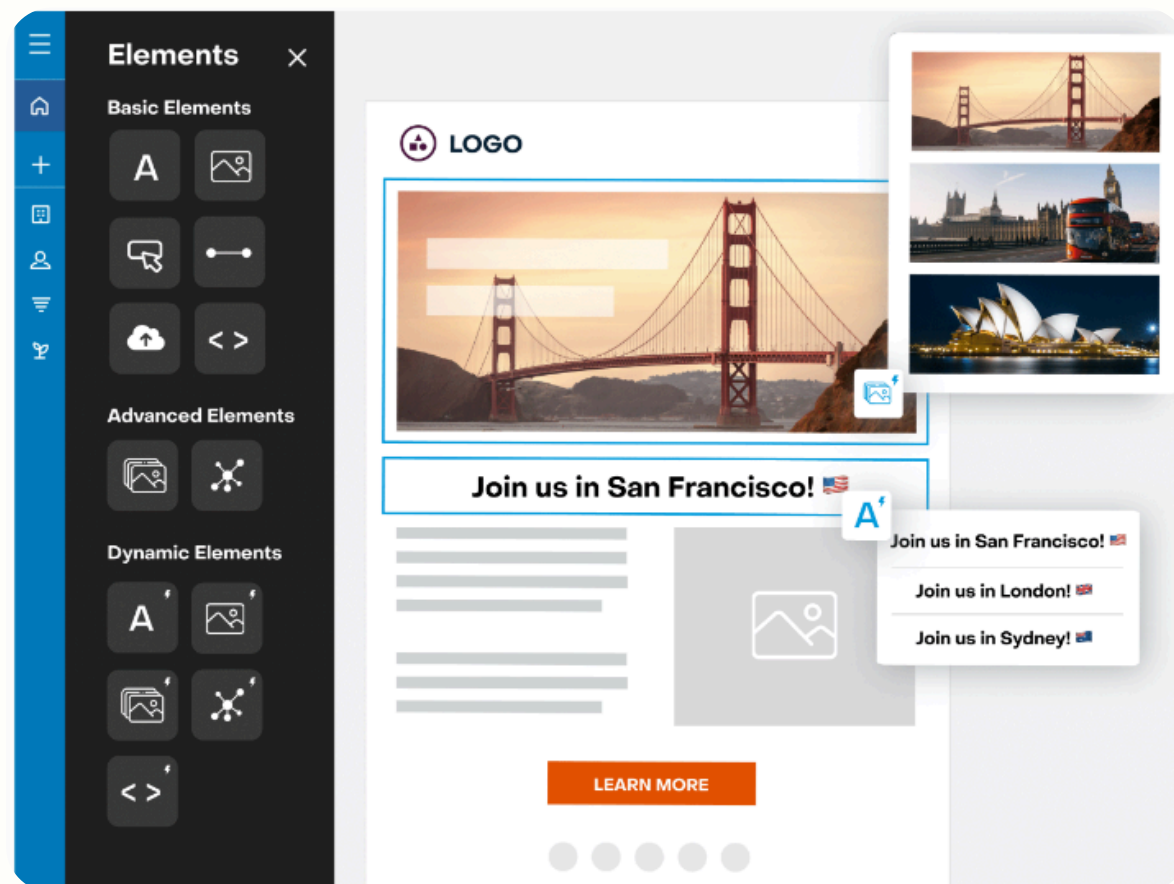 Elements
Basic Elements
A
< >
Advanced Elements
Dynamic Elements
A
< >
LOGO
Join us in San Francisco! 🇺🇸
A
Join us in San Francisco! 🇺🇸
Join us in London! 🇬🇧
Join us in Sydney! 🇦🇺
LEARN MORE